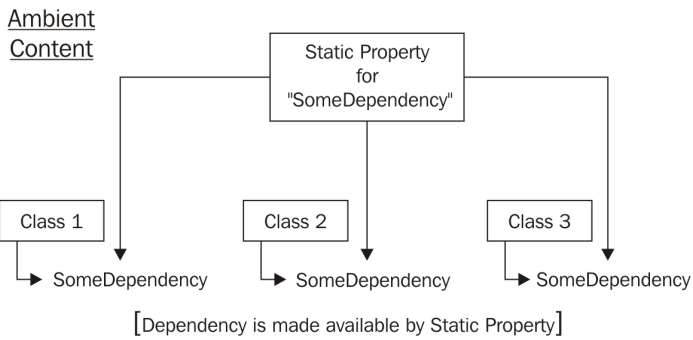 Ambient
Content
Static Property
for
"SomeDependency"
Class 1
Class 2
Class 3
SomeDependency
SomeDependency
SomeDependency
[Dependency is made available by Static Property]